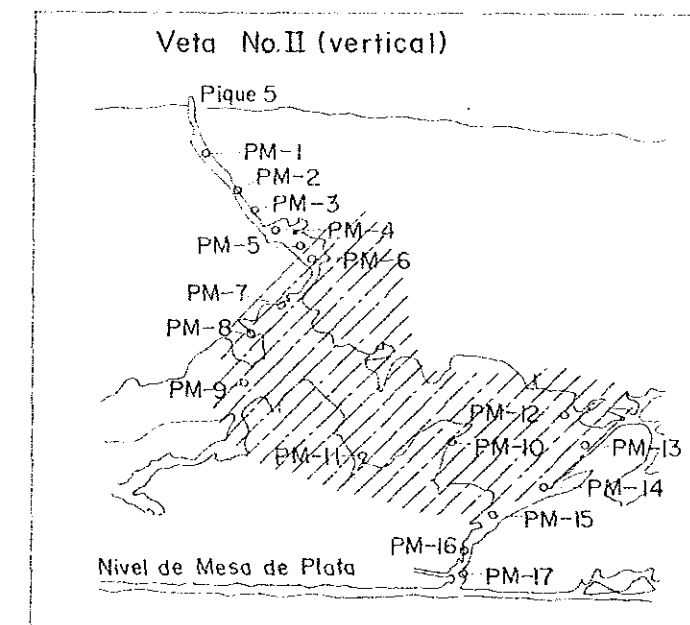 Veta No. II (vertical)
Pique 5
PM-1
PM-2
PM-3
PM-4
PM-5
PM-6
PM-7
PM-8
PM-9
PM-12
PM-10
PM-13
PM-11
PM-14
PM-15
PM-16
Nivel de Mesa de Plata
PM-17